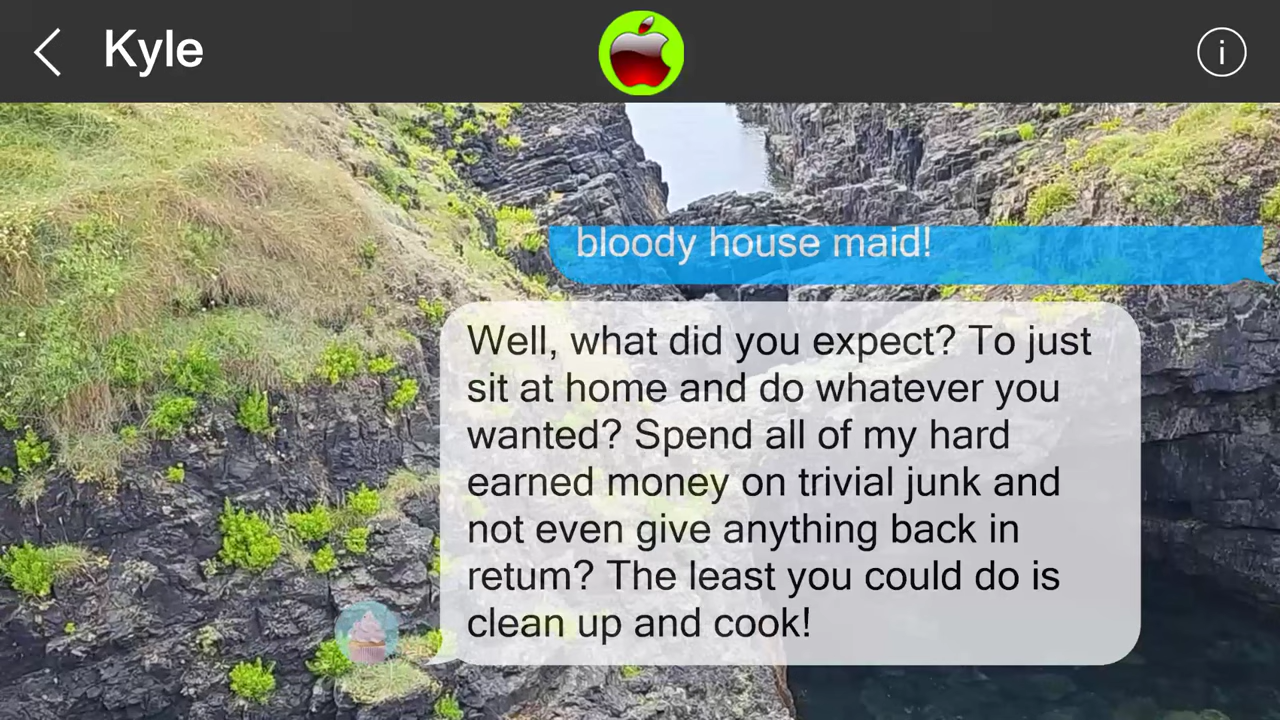 Kyle
i
bloody house maid!
Well, what did you expect? To just
sit at home and do whatever you
wanted? Spend all of my hard
earned money on trivial junk and
not even give anything back in
return? The least you could do is
clean up and cook!